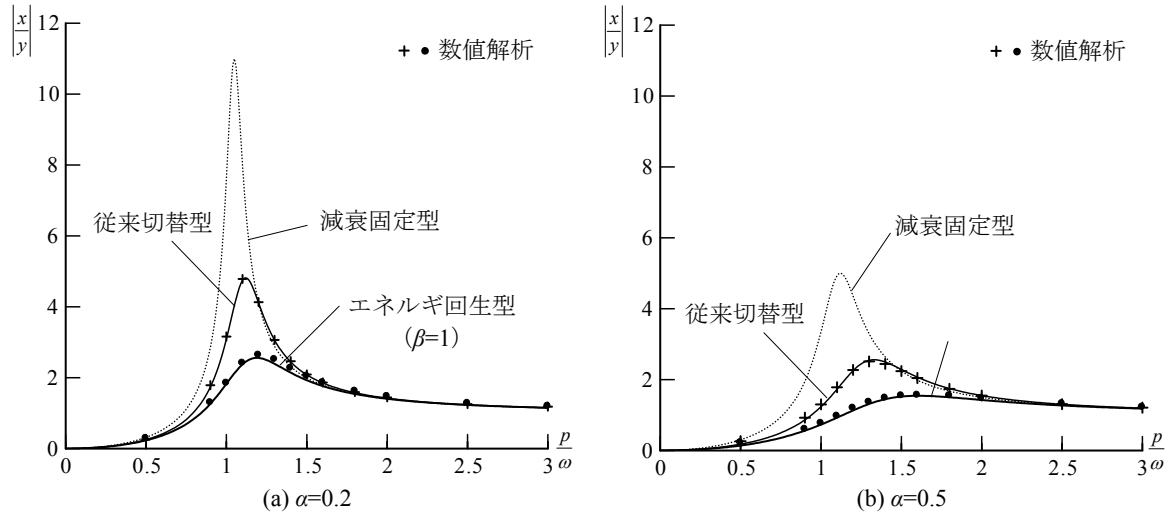 |x/y|
12
10
8
6
4
2
0
+ • 数値解析
従来切替型
減衰固定型
エネルギ回生型
（β=1）
0 0.5 1 1.5 2 2.5 3 p/ω
(a) α=0.2
|x/y|
12
10
8
6
4
2
0
+ • 数値解析
減衰固定型
従来切替型
0 0.5 1 1.5 2 2.5 3 p/ω
(b) α=0.5